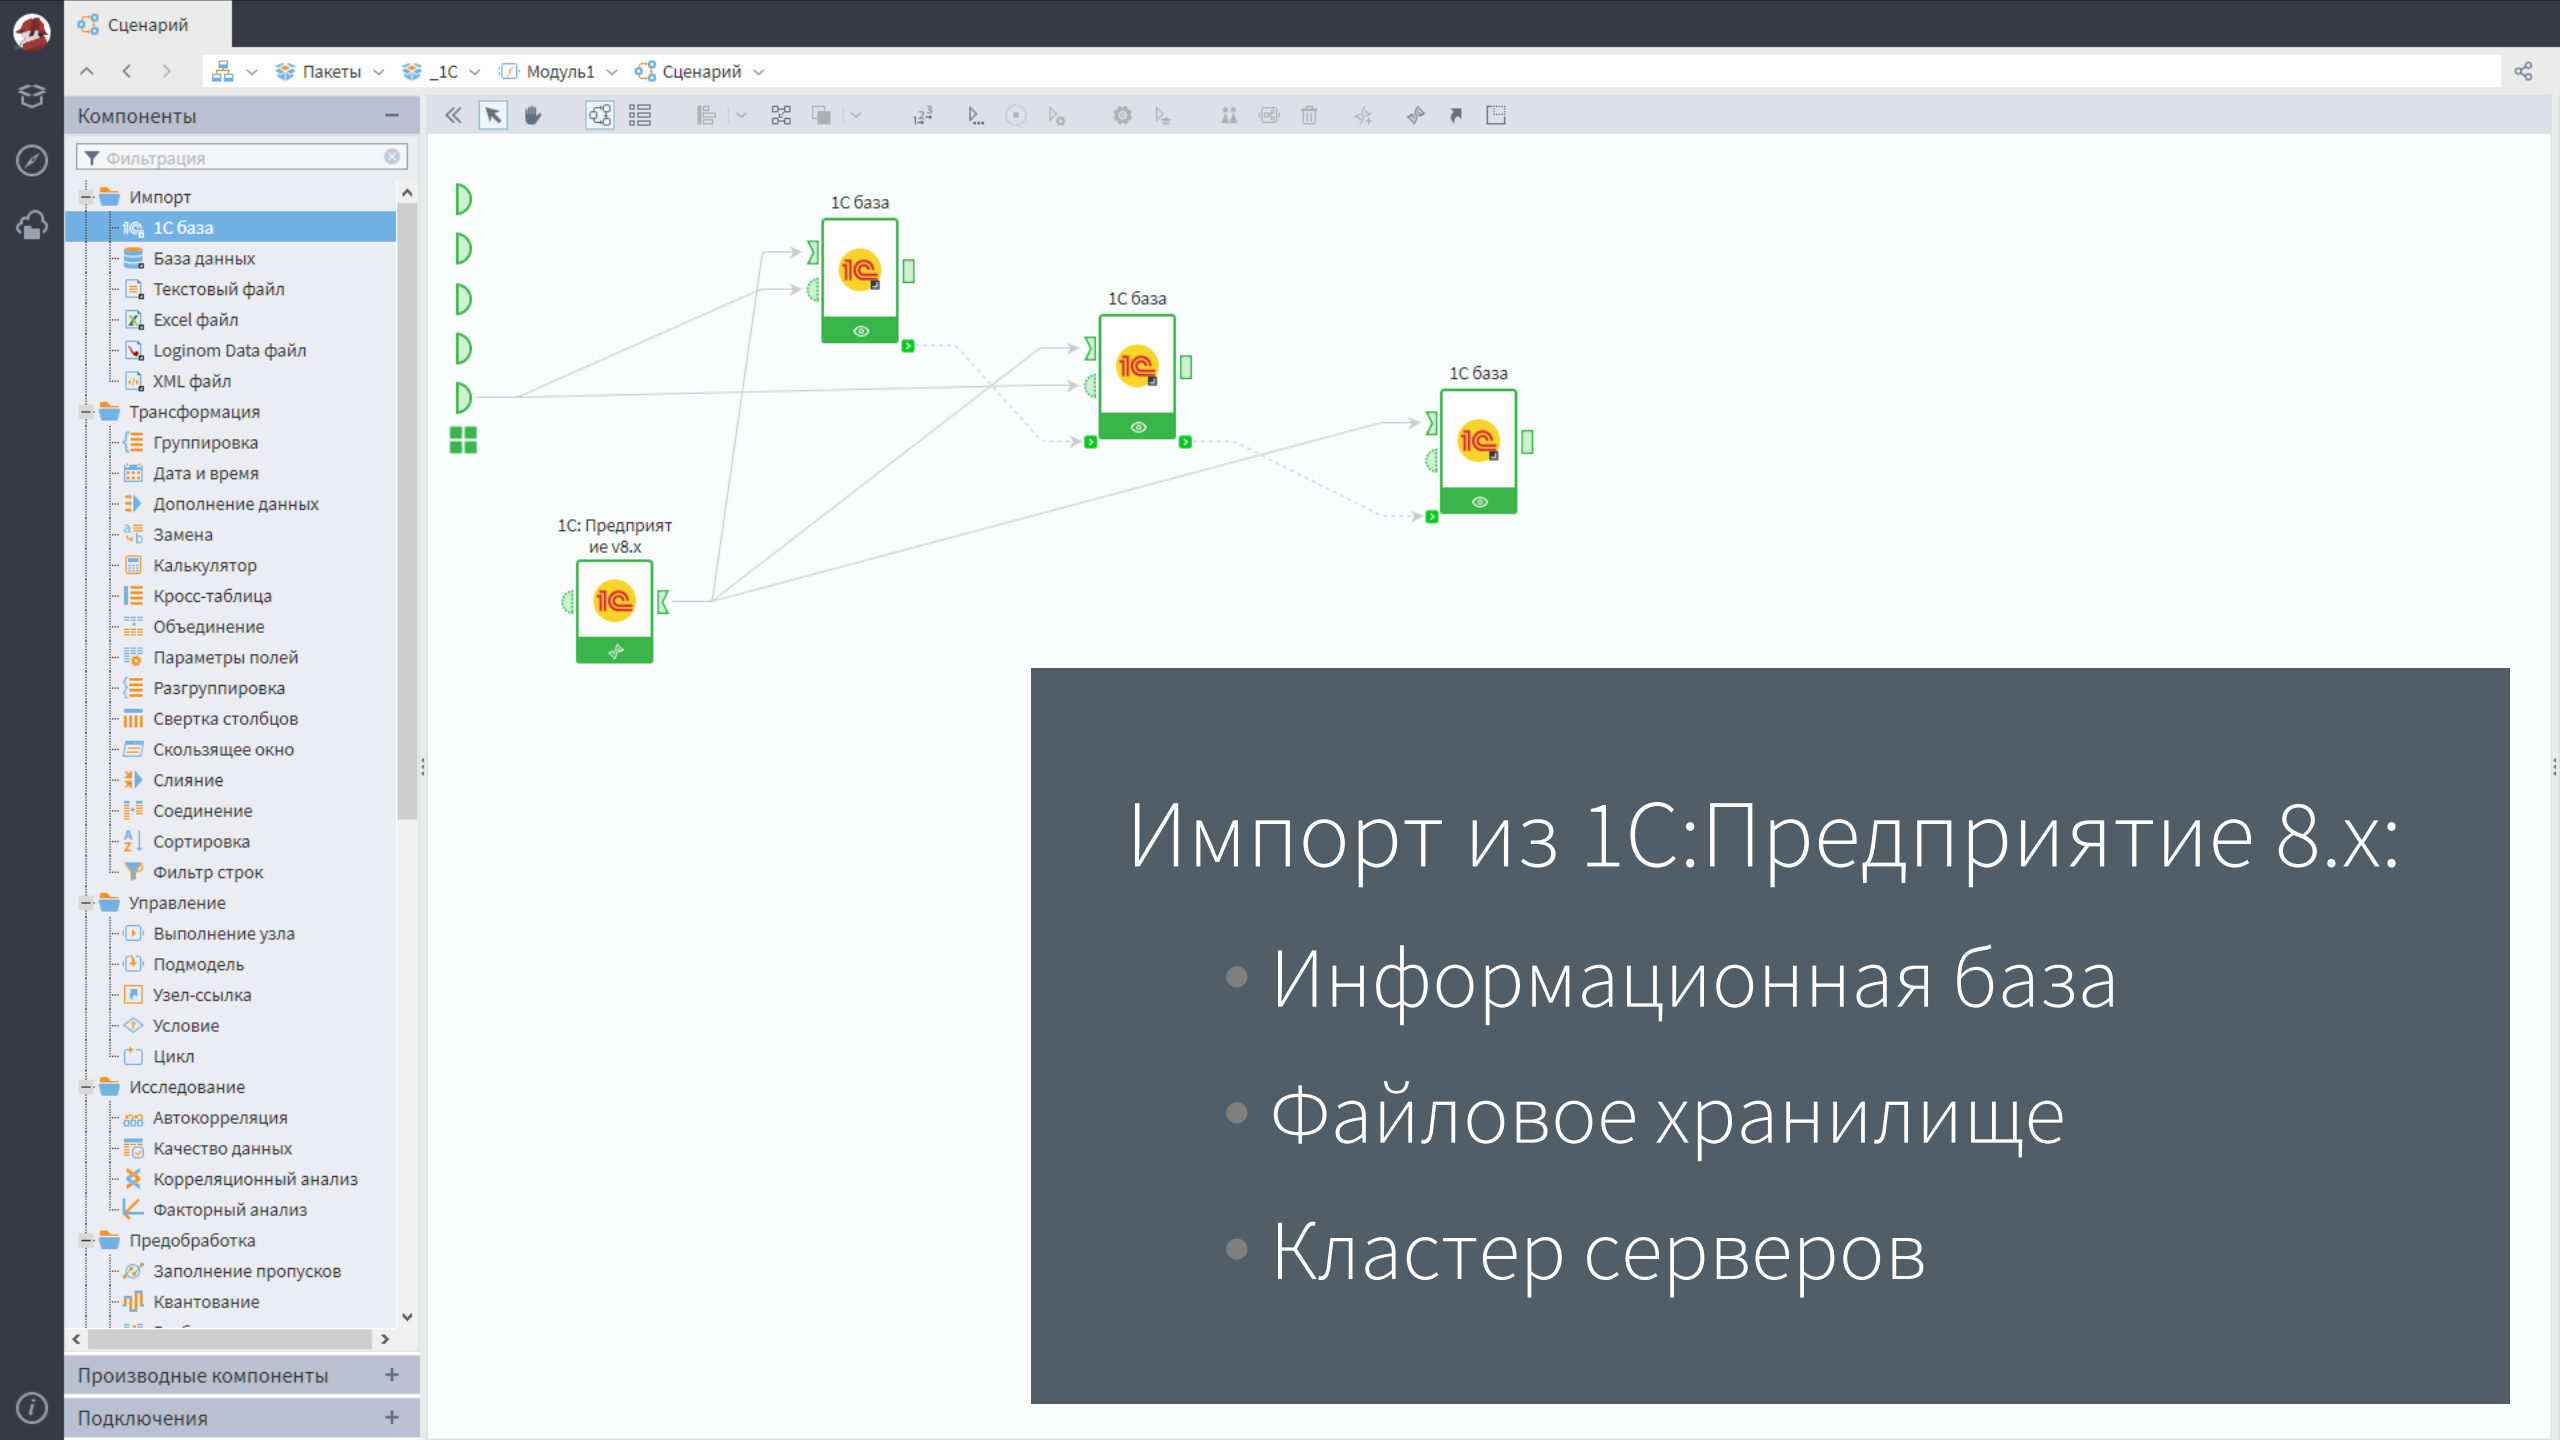 Сценарий
Пакеты
_1С
Модуль1
Сценарий
Компоненты
Фильтрация
Импорт
1С база
База данных
Текстовый файл
Excel файл
Loginom Data файл
XML файл
Трансформация
Группировка
Дата и время
Дополнение данных
Замена
Калькулятор
Кросс-таблица
Объединение
Параметры полей
Разгруппировка
Свертка столбцов
Скользящее окно
Слияние
Соединение
Сортировка
Фильтр строк
Управление
Выполнение узла
Подмодель
Узел-ссылка
Условие
Цикл
Исследование
Автокорреляция
Качество данных
Корреляционный анализ
Факторный анализ
Предобработка
Заполнение пропусков
Квантование
Производные компоненты
Подключения
1С база
1С база
1С база
1С: Предприят
ие v8.x
Импорт из 1С:Предприятие 8.x:
• Информационная база
• Файловое хранилище
• Кластер серверов